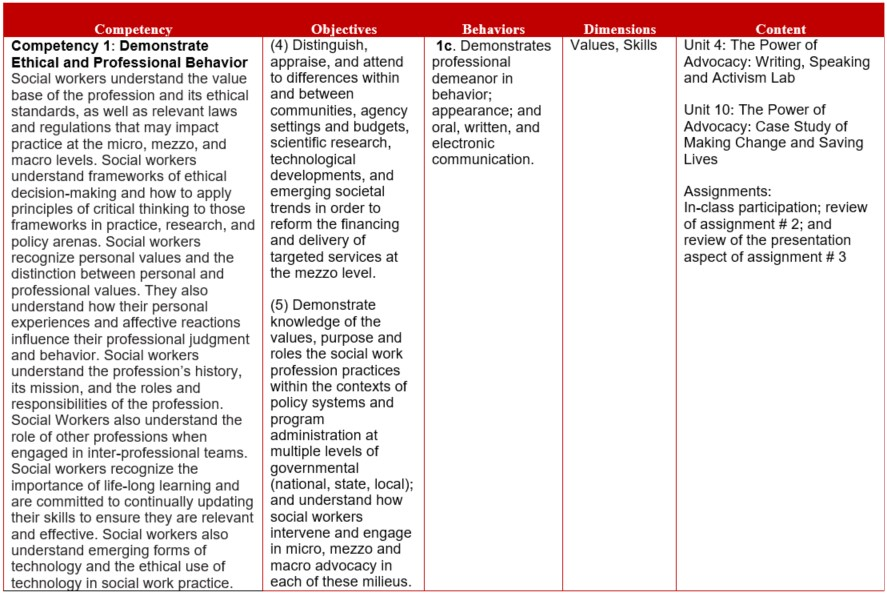 Competency
Objectives
Behaviors
Dimensions
Content
Competency 1: Demonstrate
Ethical and Professional Behavior
Social workers understand the value
base of the profession and its ethical
standards, as well as relevant laws
and regulations that may impact
practice at the micro, mezzo, and
macro levels. Social workers
understand frameworks of ethical
decision-making and how to apply
principles of critical thinking to those
frameworks in practice, research, and
policy arenas. Social workers
recognize personal values and the
distinction between personal and
professional values. They also
understand how their personal
experiences and affective reactions
influence their professional judgment
and behavior. Social workers
understand the profession's history,
its mission, and the roles and
responsibilities of the profession.
Social Workers also understand the
role of other professions when
engaged in inter-professional teams.
Social workers recognize the
importance of life-long learning and
are committed to continually updating
their skills to ensure they are relevant
and effective. Social workers also
understand emerging forms of
technology and the ethical use of
technology in social work practice.
(4) Distinguish,
appraise, and attend
to differences within
and between
communities, agency
settings and budgets,
scientific research,
technological
developments, and
emerging societal
trends in order to
reform the financing
and delivery of
targeted services at
the mezzo level.
(5) Demonstrate
knowledge of the
values, purpose and
roles the social work
profession practices
within the contexts of
policy systems and
program
administration at
multiple levels of
governmental
(national, state, local);
and understand how
social workers
intervene and engage
in micro, mezzo and
macro advocacy in
each of these milieus.
1c. Demonstrates
professional
demeanor in
behavior;
appearance; and
oral, written, and
electronic
communication.
Values, Skills
Unit 4: The Power of
Advocacy: Writing, Speaking
and Activism Lab
Unit 10: The Power of
Advocacy: Case Study of
Making Change and Saving
Lives
Assignments:
In-class participation; review
of assignment # 2; and
review of the presentation
aspect of assignment # 3